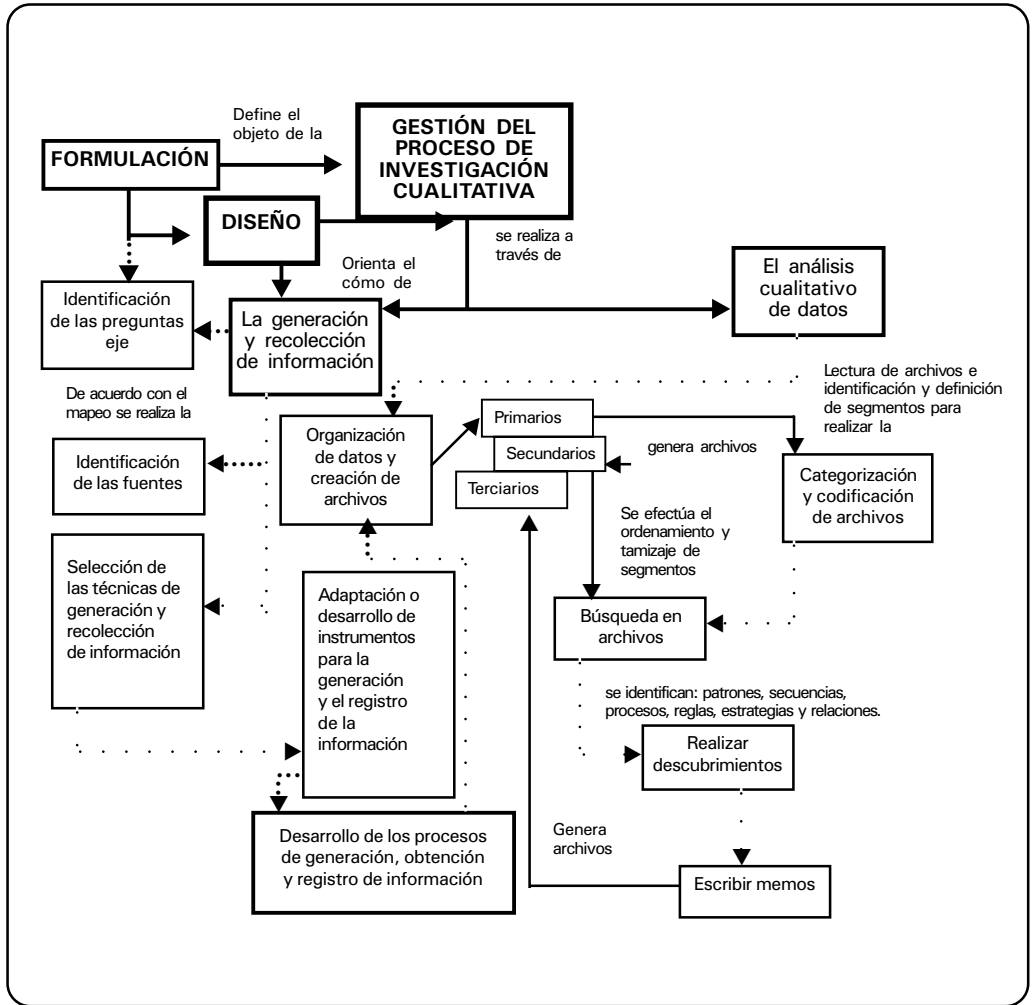 Define el
objeto de la
FORMULACIÓN
GESTIÓN DEL
PROCESO DE
INVESTIGACIÓN
CUALITATIVA
DISEÑO
se realiza a
través de
Orienta el
cómo de
Identificación
de las preguntas
eje
La generación
y recolección
de información
El análisis
cualitativo
de datos
De acuerdo con el
mapeo se realiza la
Lectura de archivos e
identificación y definición
de segmentos para
realizar la
Identificación
de las fuentes
Organización
de datos y
creación de
archivos
Primarios
Secundarios
Terciarios
genera archivos
Categorización
y codificación
de archivos
Se efectúa el
ordenamiento y
tamizaje de
segmentos
Selección de
las técnicas de
generación y
recolección
de información
Adaptación o
desarrollo de
instrumentos
para la
generación
y el registro
de la
información
Búsqueda en
archivos
se identifican: patrones, secuencias,
procesos, reglas, estrategias y relaciones.
Realizar
descubrimientos
Desarrollo de los procesos
de generación, obtención
y registro de información
Genera
archivos
Escribir memos